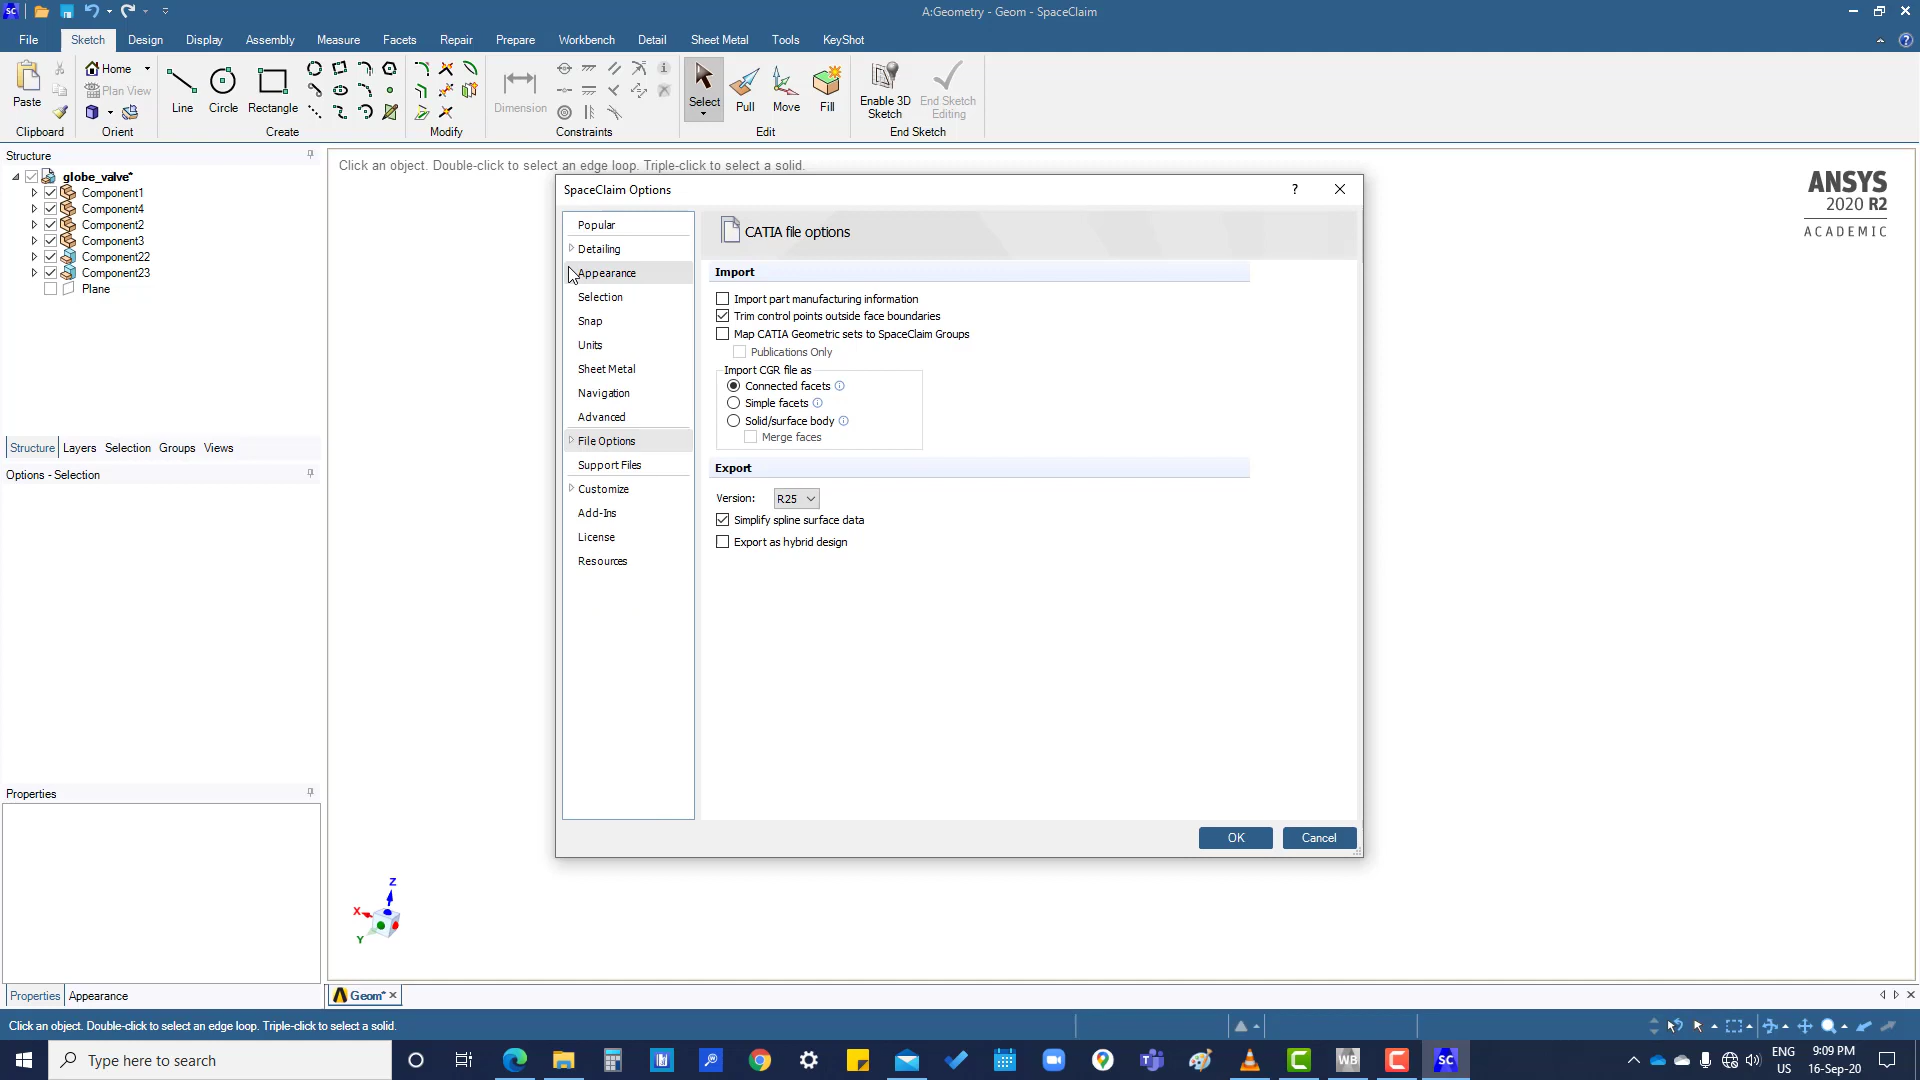 SC
A:Geometry - Geom - SpaceClaim
File Sketch Design Display Assembly Measure Facets Repair Prepare Workbench Detail Sheet Metal Tools KeyShot
Paste
Home
Plan View
Line Circle Rectangle
Dimension
Select Pull Move Fill
Enable 3D Sketch
End Sketch Editing
Clipboard Orient Create Modify Constraints Edit End Sketch
Structure
globe_valve*
Component1
Component4
Component2
Component3
Component22
Component23
Plane
Structure Layers Selection Groups Views
Options - Selection
Properties
Properties Appearance
Click an object. Double-click to select an edge loop. Triple-click to select a solid.
ANSYS
2020 R2
ACADEMIC
SpaceClaim Options
?
Popular
Detailing
Appearance
Selection
Snap
Units
Sheet Metal
Navigation
Advanced
File Options
Support Files
Customize
Add-Ins
License
Resources
CATIA file options
Import
Import part manufacturing information
Trim control points outside face boundaries
Map CATIA Geometric sets to SpaceClaim Groups
Publications Only
Import CGR file as
Connected facets
Simple facets
Solid/surface body
Merge faces
Export
Version: R25
Simplify spline surface data
Export as hybrid design
OK Cancel
Z
X
Y
Geom*
Click an object. Double-click to select an edge loop. Triple-click to select a solid.
Type here to search
WB
SC
ENG
US
9:09 PM
16-Sep-20